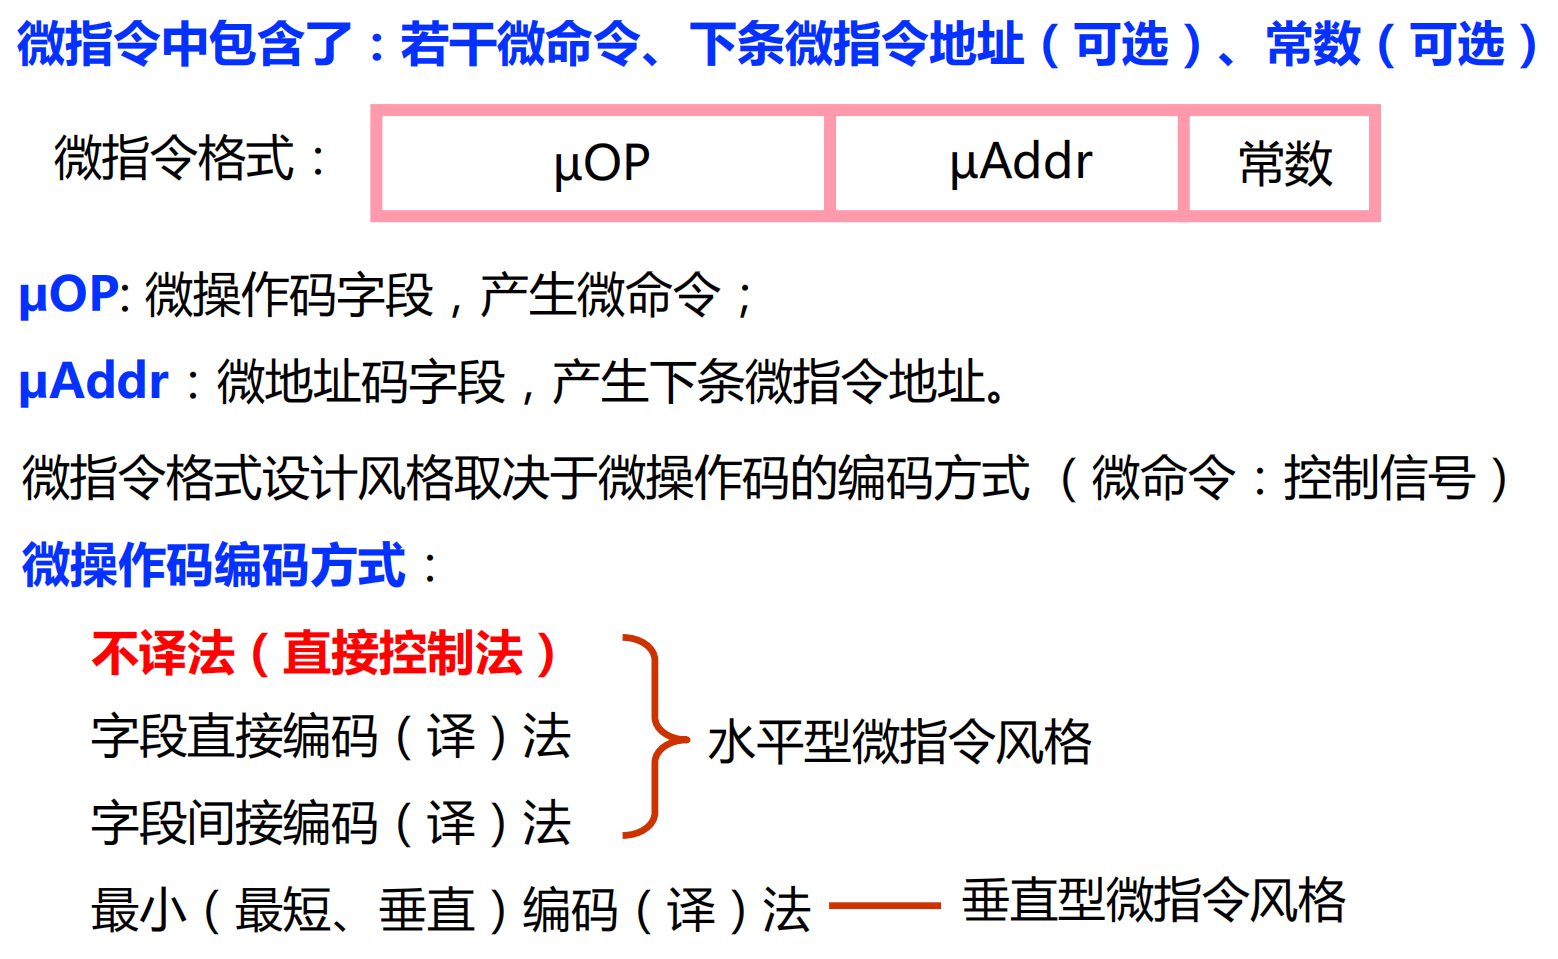 微指令中包含了：若干微命令、下条微指令地址（可选）、常数（可选）
微指令格式： μOP μAddr 常数
μOP: 微操作码字段，产生微命令；
μAddr：微地址码字段，产生下条微指令地址。
微指令格式设计风格取决于微操作码的编码方式（微命令：控制信号）
微操作码编码方式：
不译法（直接控制法）
字段直接编码（译）法
水平型微指令风格
字段间接编码（译）法
最小（最短、垂直）编码（译）法 垂直型微指令风格